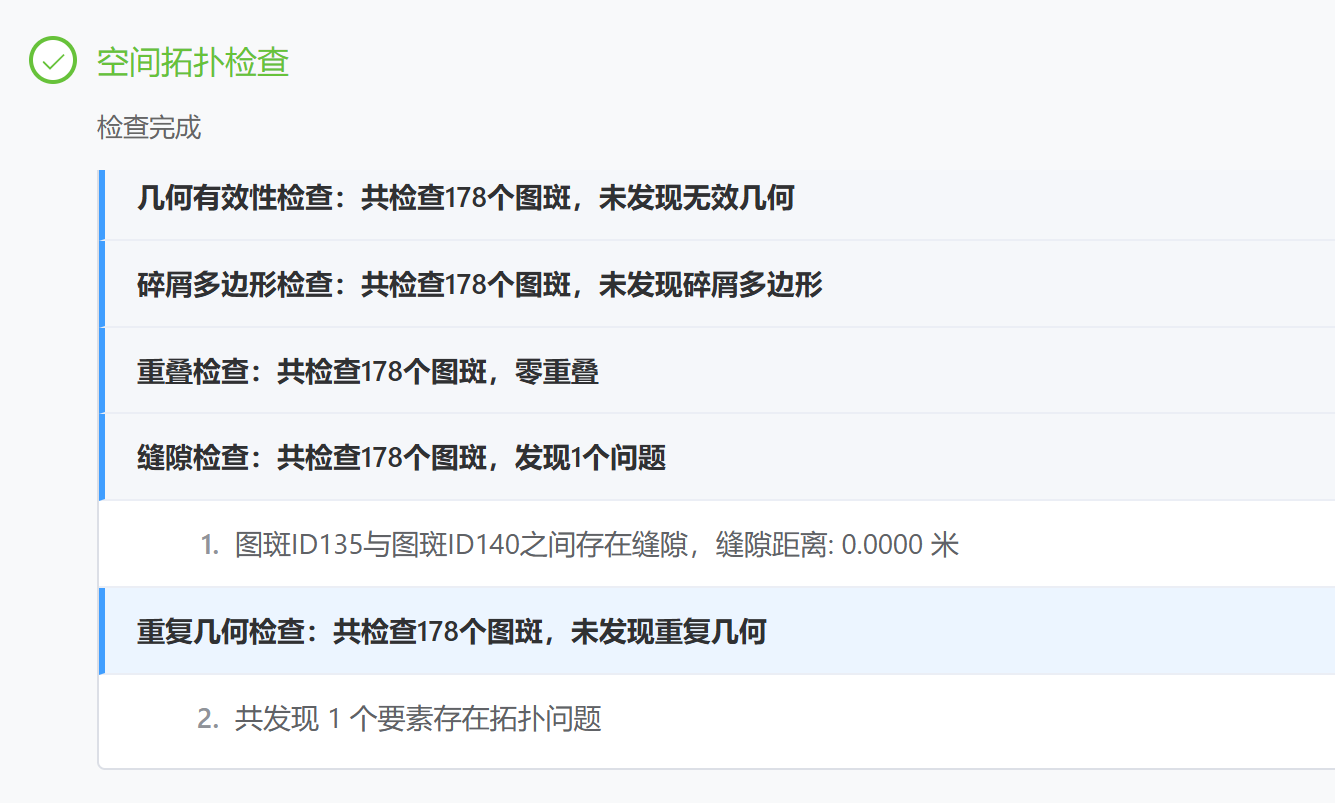 空间拓扑检查
检查完成
几何有效性检查：共检查178个图斑，未发现无效几何
碎屑多边形检查：共检查178个图斑，未发现碎屑多边形
重叠检查：共检查178个图斑，零重叠
缝隙检查：共检查178个图斑，发现1个问题
1. 图斑ID135与图斑ID140之间存在缝隙，缝隙距离: 0.0000 米
重复几何检查：共检查178个图斑，未发现重复几何
2. 共发现 1 个要素存在拓扑问题